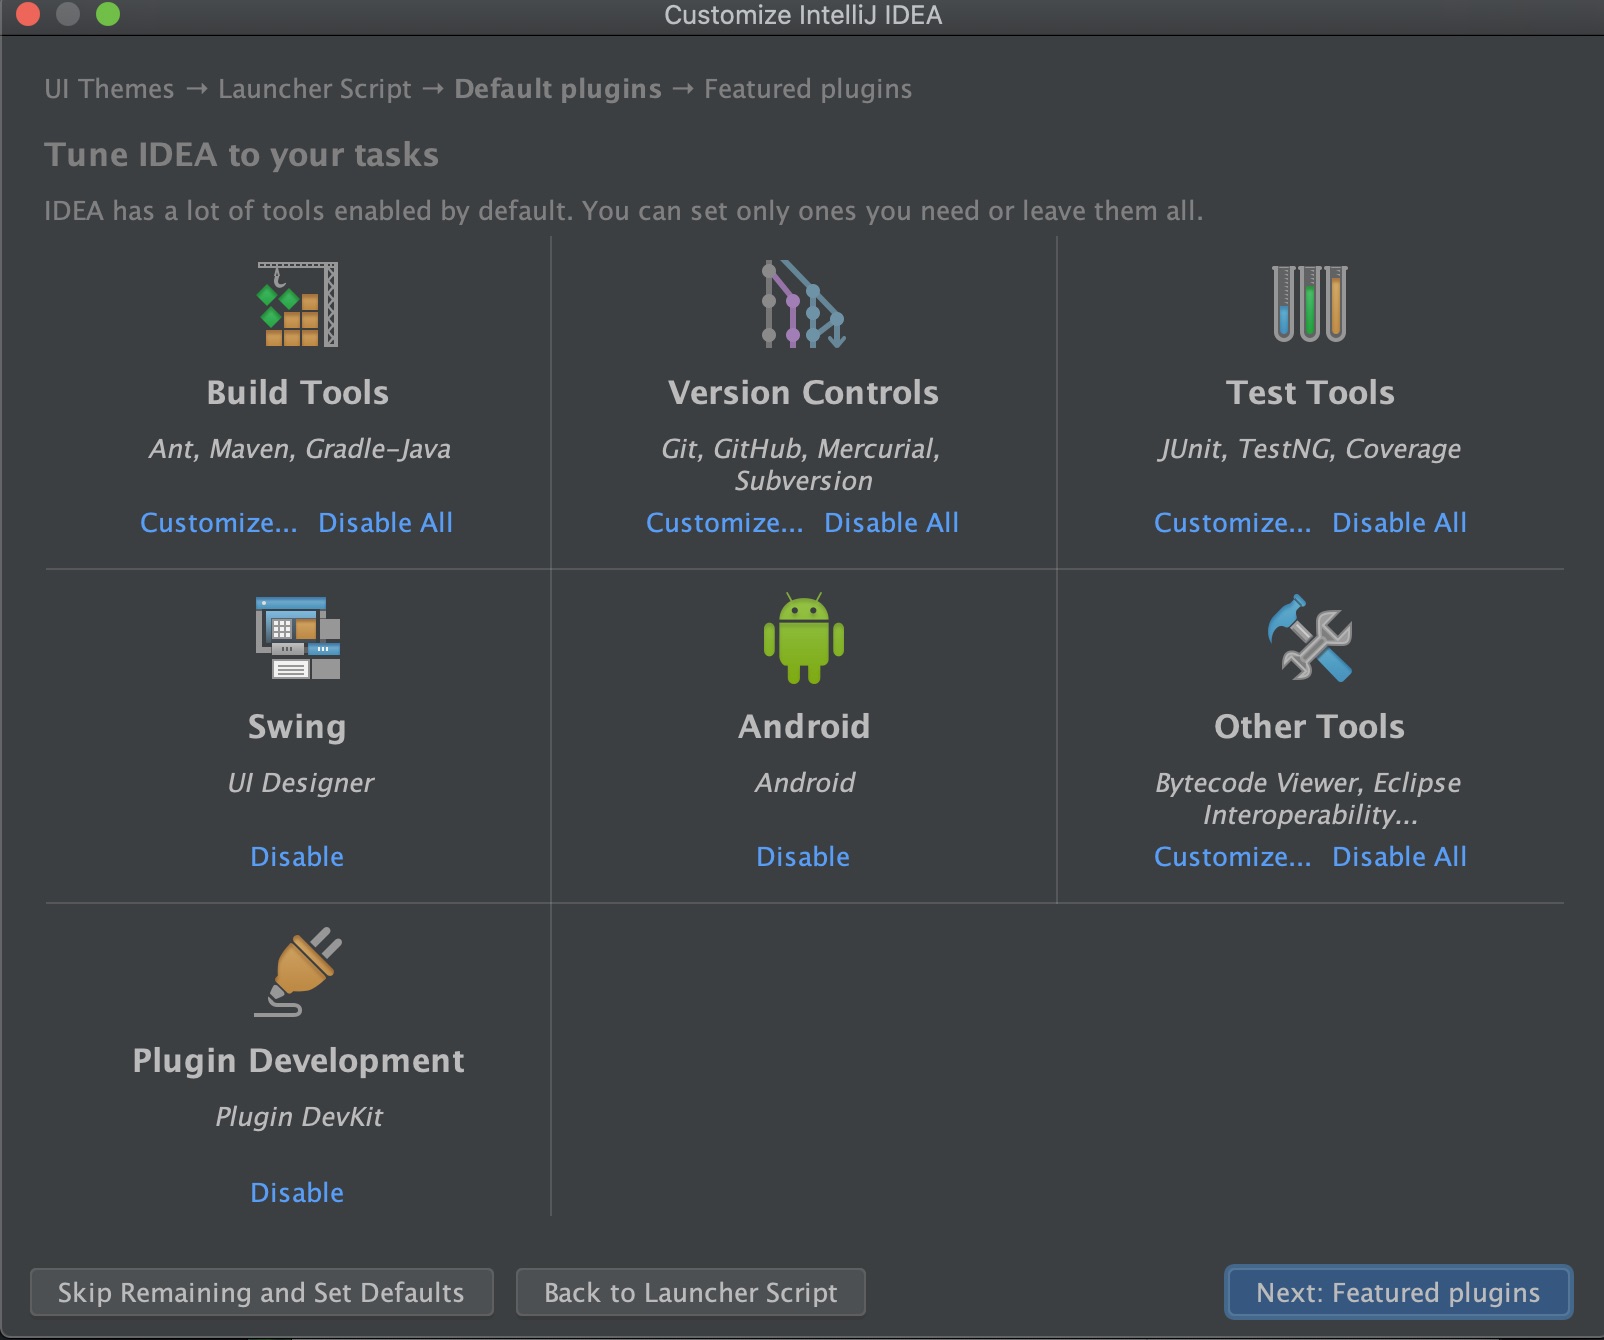 Customize IntelliJ IDEA
UI Themes → Launcher Script → Default plugins → Featured plugins
Tune IDEA to your tasks
IDEA has a lot of tools enabled by default. You can set only ones you need or leave them all.
Build Tools
Ant, Maven, Gradle-Java
Customize... Disable All
Version Controls
Git, GitHub, Mercurial,
Subversion
Customize... Disable All
Test Tools
JUnit, TestNG, Coverage
Customize... Disable All
Swing
UI Designer
Disable
Android
Android
Disable
Other Tools
Bytecode Viewer, Eclipse
Interoperability...
Customize... Disable All
Plugin Development
Plugin DevKit
Disable
Skip Remaining and Set Defaults
Back to Launcher Script
Next: Featured plugins